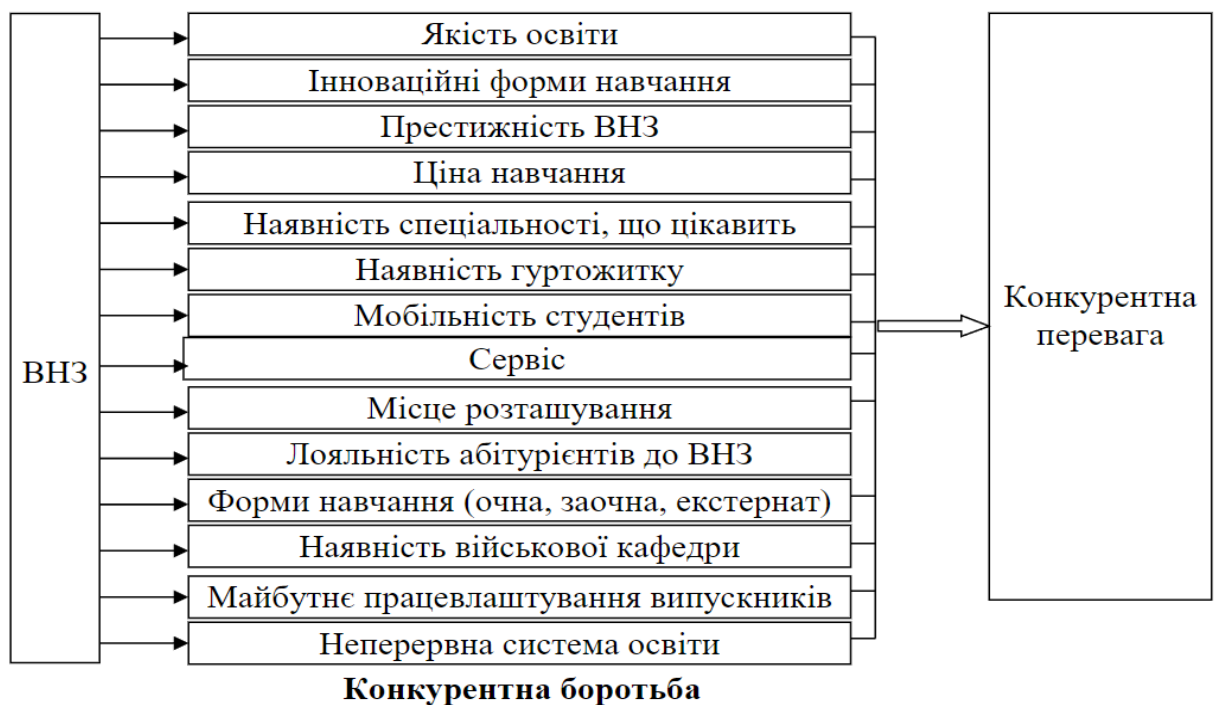 ВНЗ
Якість освіти
Інноваційні форми навчання
Престижність ВНЗ
Ціна навчання
Наявність спеціальності, що цікавить
Наявність гуртожитку
Мобільність студентів
Сервіс
Місце розташування
Лояльність абітурієнтів до ВНЗ
Форми навчання (очна, заочна, екстернат)
Наявність військової кафедри
Майбутнє працевлаштування випускників
Неперервна система освіти
Конкурентна
перевага
Конкурентна боротьба